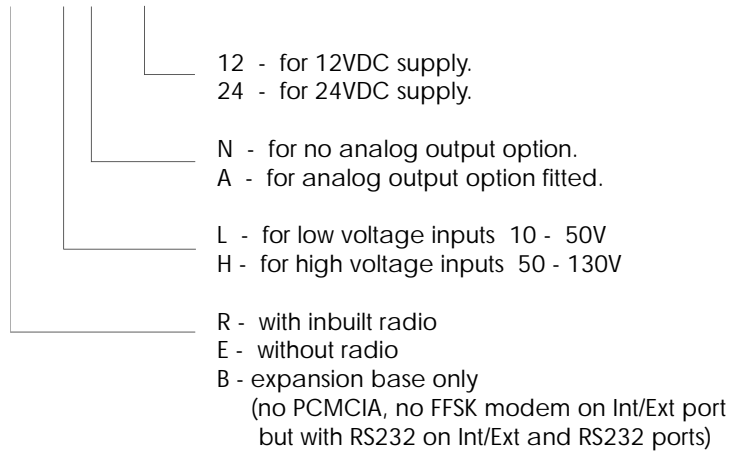 12 - for 12VDC supply.
24 - for 24VDC supply.
N - for no analog output option.
A - for analog output option fitted.
L - for low voltage inputs 10 - 50V
H - for high voltage inputs 50 - 130V
R - with inbuilt radio
E - without radio
B - expansion base only
(no PCMCIA, no FFSK modem on Int/Ext port
but with RS232 on Int/Ext and RS232 ports)